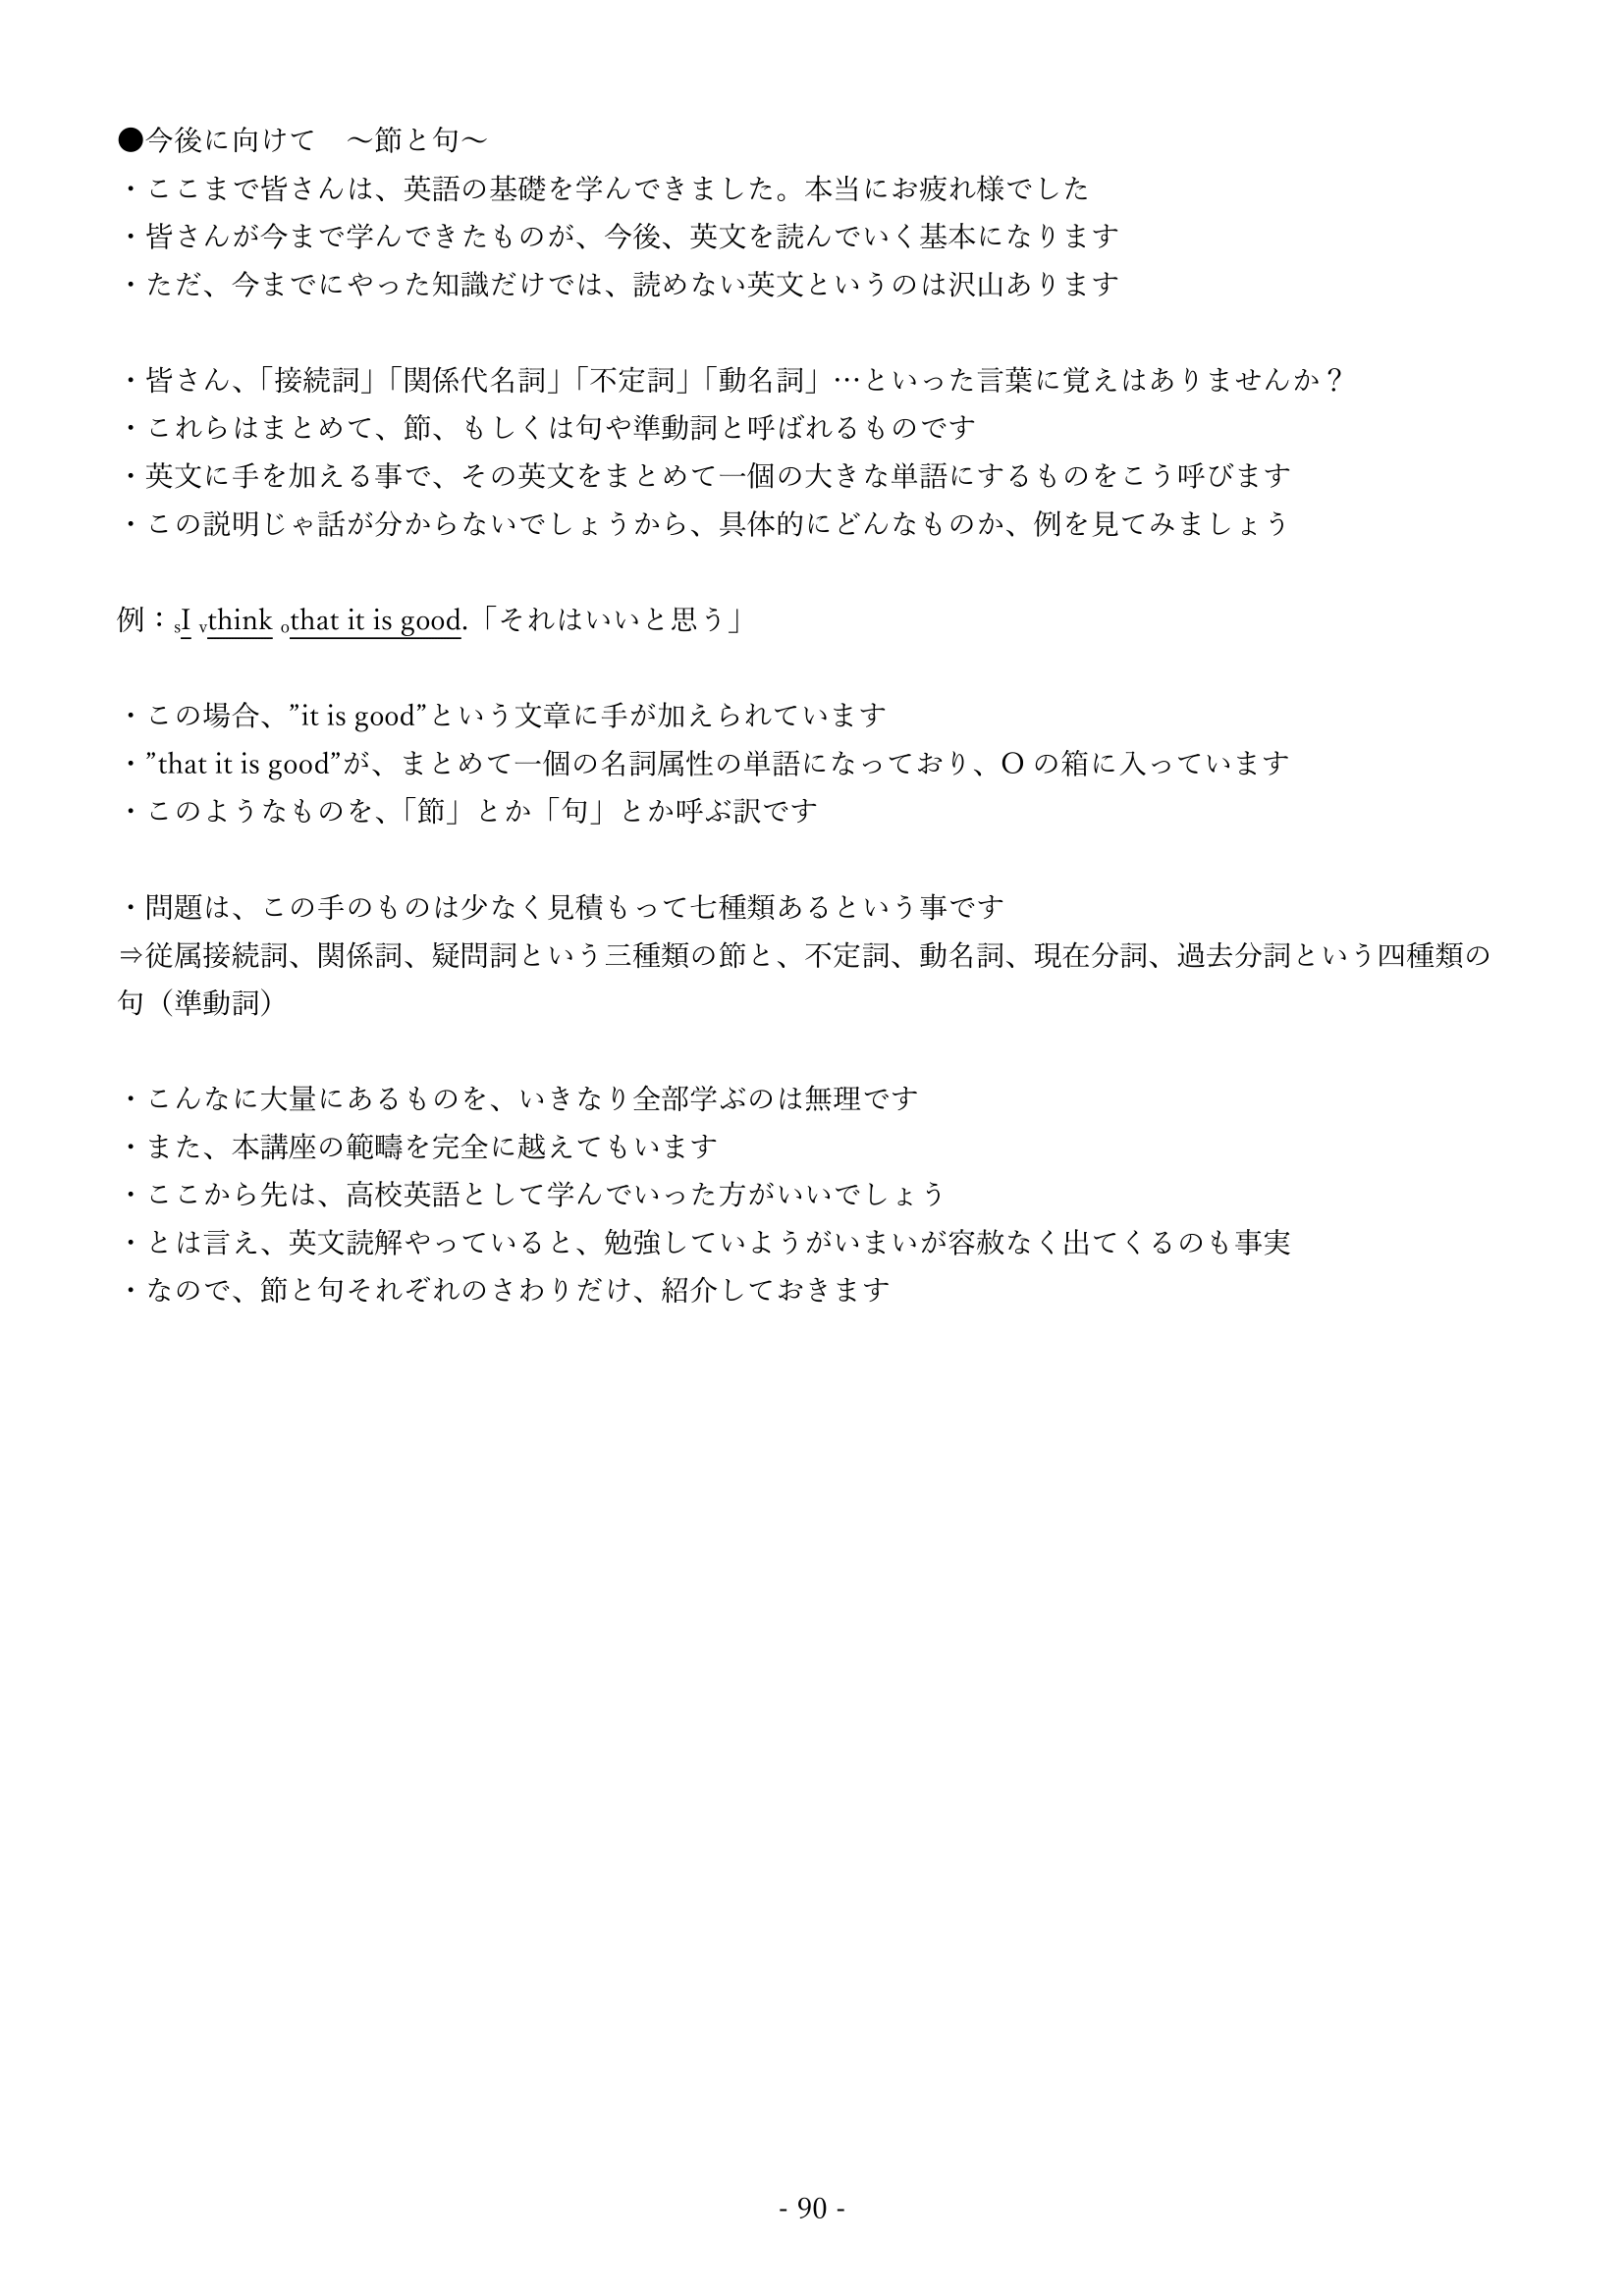 ●今後に向けて　～節と句～
・ここまで皆さんは、英語の基礎を学んできました。本当にお疲れ様でした
・皆さんが今まで学んできたものが、今後、英文を読んでいく基本になります
・ただ、今までにやった知識だけでは、読めない英文というのは沢山あります
・皆さん、「接続詞」「関係代名詞」「不定詞」「動名詞」…といった言葉に覚えはありませんか？
・これらはまとめて、節、もしくは句や準動詞と呼ばれるものです
・英文に手を加える事で、その英文をまとめて一個の大きな単語にするものをこう呼びます
・この説明じゃ話が分からないでしょうから、具体的にどんなものか、例を見てみましょう
例：sI vthink othat it is good.「それはいいと思う」
・この場合、”it is good”という文章に手が加えられています
・”that it is good”が、まとめて一個の名詞属性の単語になっており、O の箱に入っています
・このようなものを、「節」とか「句」とか呼ぶ訳です
・問題は、この手のものは少なく見積もって七種類あるという事です
⇒従属接続詞、関係詞、疑問詞という三種類の節と、不定詞、動名詞、現在分詞、過去分詞という四種類の
句（準動詞）
・こんなに大量にあるものを、いきなり全部学ぶのは無理です
・また、本講座の範疇を完全に越えてもいます
・ここから先は、高校英語として学んでいった方がいいでしょう
・とは言え、英文読解やっていると、勉強していようがいまいが容赦なく出てくるのも事実
・なので、節と句それぞれのさわりだけ、紹介しておきます
- 90 -